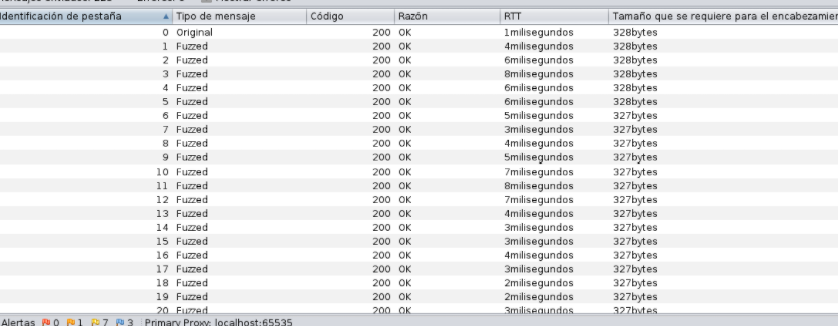 Identificación de pestaña Tipo de mensaje Código Razón RTT Tamaño que se requiere para el
0 Original 200 OK 1milisegundos 328bytes
1 Fuzzed 200 OK 4milisegundos 328bytes
2 Fuzzed 200 OK 6milisegundos 328bytes
3 Fuzzed 200 OK 8milisegundos 328bytes
4 Fuzzed 200 OK 6milisegundos 328bytes
5 Fuzzed 200 OK 6milisegundos 328bytes
6 Fuzzed 200 OK 5milisegundos 327bytes
7 Fuzzed 200 OK 3milisegundos 327bytes
8 Fuzzed 200 OK 4milisegundos 327bytes
9 Fuzzed 200 OK 5milisegundos 327bytes
10 Fuzzed 200 OK 7milisegundos 327bytes
11 Fuzzed 200 OK 8milisegundos 327bytes
12 Fuzzed 200 OK 7milisegundos 327bytes
13 Fuzzed 200 OK 4milisegundos 327bytes
14 Fuzzed 200 OK 3milisegundos 327bytes
15 Fuzzed 200 OK 3milisegundos 327bytes
16 Fuzzed 200 OK 4milisegundos 327bytes
17 Fuzzed 200 OK 3milisegundos 327bytes
18 Fuzzed 200 OK 2milisegundos 327bytes
19 Fuzzed 200 OK 2milisegundos 327bytes
20 Fuzzed 200 OK 3milisegundos 327bytes
Alertas 0 1 7 3 Primary Proxy: localhost:65535